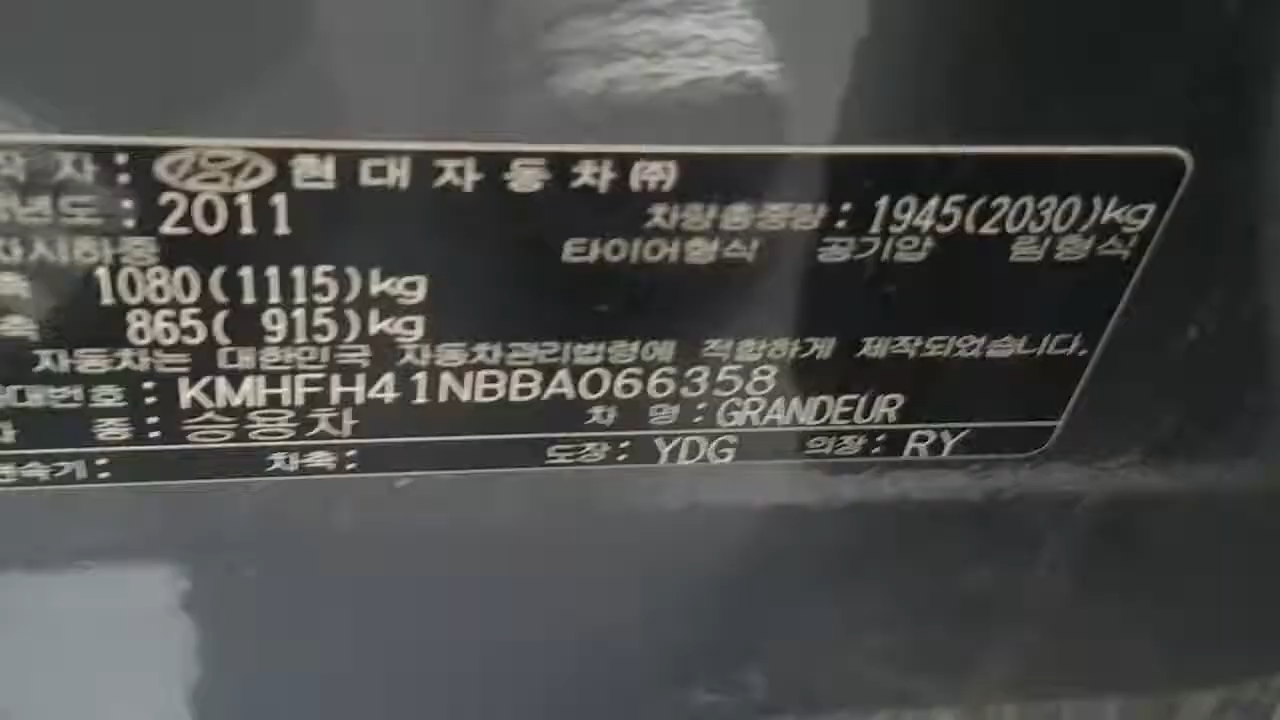 작 자 : 현 대 자 동 차 (주)
년도 : 2011 차량총중량 : 1945(2030)kg
시하중 타이어형식 공기압 림형식
축 1080(1115)kg
축 865( 915)kg
자동차는 대한민국 자동차관리법령에 적합하게 제작되었습니다.
대번호 : KMHFH41NBBA066358
종 : 승용차 차 명 : GRANDEUR
변속기 : 차축 : 도장 : YDG 의장 : RY